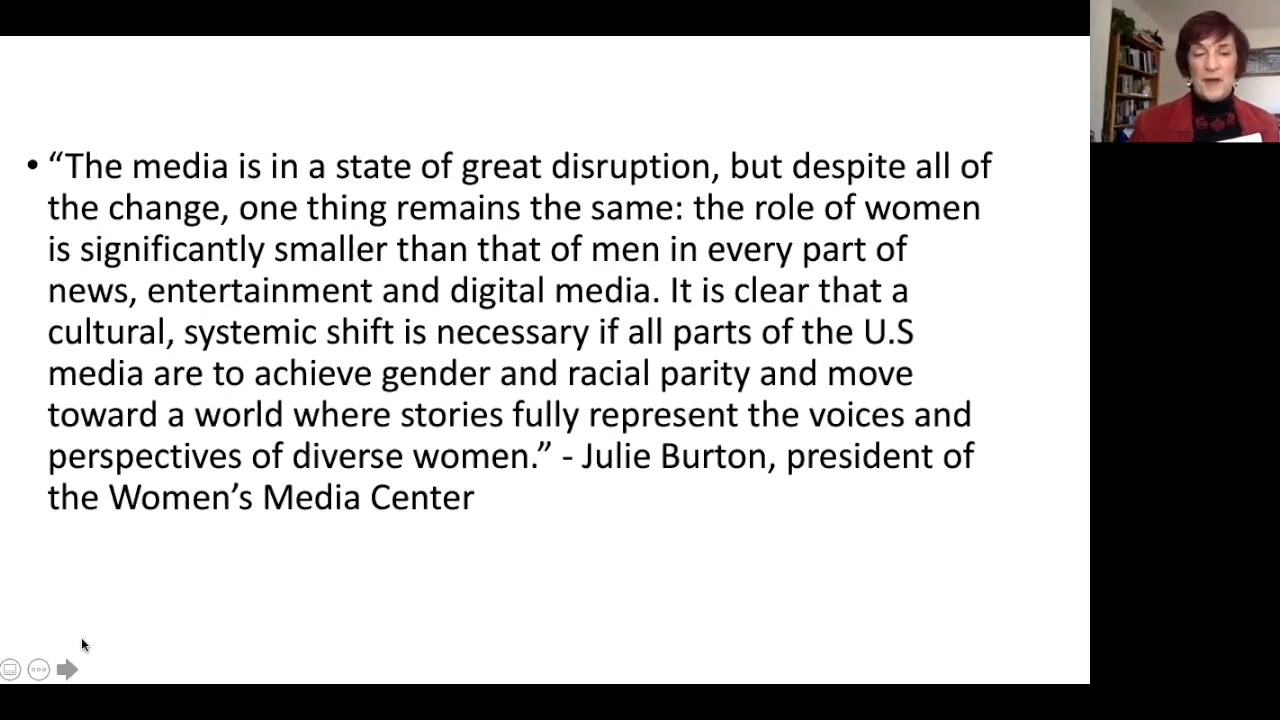 • “The media is in a state of great disruption, but despite all of
the change, one thing remains the same: the role of women
is significantly smaller than that of men in every part of
news, entertainment and digital media. It is clear that a
cultural, systemic shift is necessary if all parts of the U.S
media are to achieve gender and racial parity and move
toward a world where stories fully represent the voices and
perspectives of diverse women.” - Julie Burton, president of
the Women’s Media Center